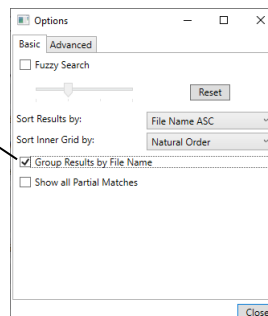 Options
Basic Advanced
Fuzzy Search
Reset
Sort Results by: File Name ASC
Sort Inner Grid by: Natural Order
Group Results by File Name
Show all Partial Matches
Close